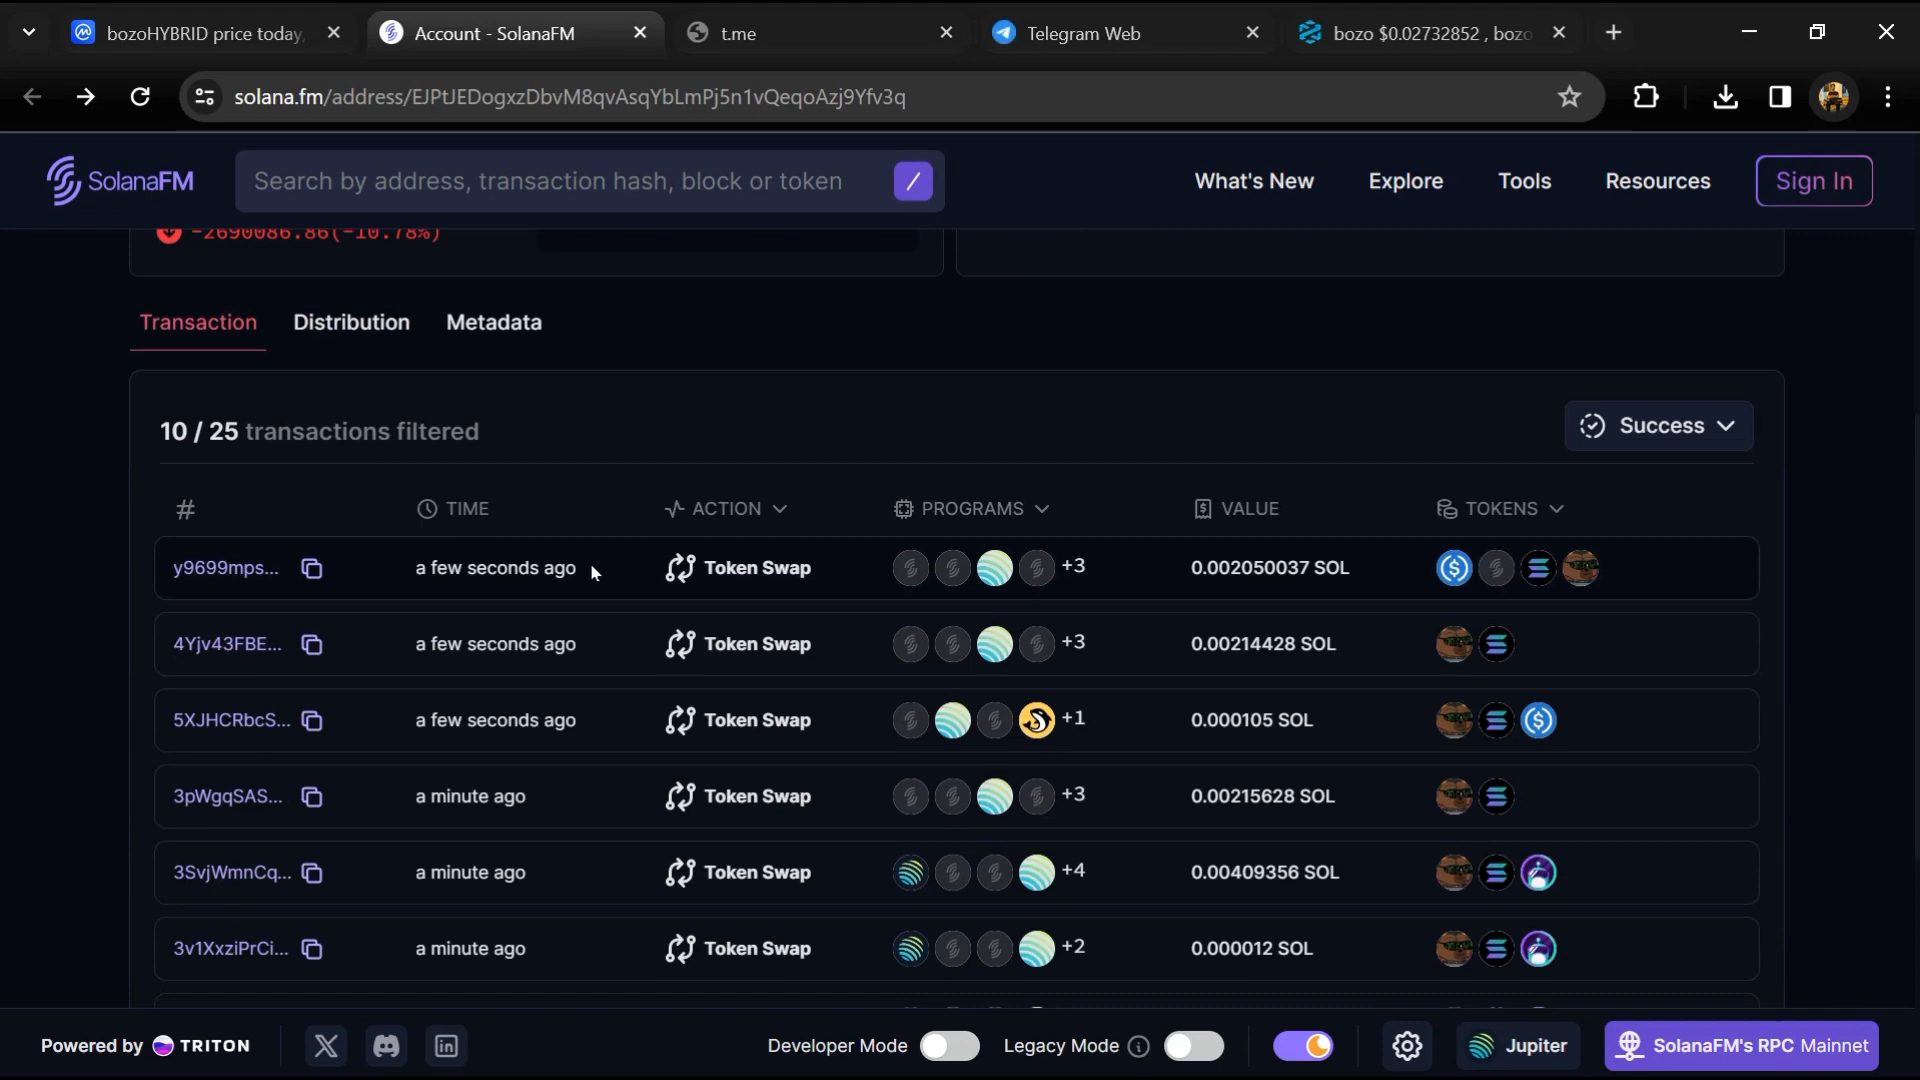 bozoHYBRID price today,
Account - SolanaFM
t.me
Telegram Web
bozo $0.02732852 , bozo
solana.fm/address/EJPtJEDogxzDbvM8qvAsqYbLmPj5n1vQeqoAzj9Yfv3q
SolanaFM
Search by address, transaction hash, block or token
/
What's New
Explore
Tools
Resources
Sign In
-2690086.86(-10.78%)
Transaction
Distribution
Metadata
10 / 25 transactions filtered
Success
# TIME ACTION PROGRAMS VALUE TOKENS
y9699mps... a few seconds ago Token Swap +3 0.002050037 SOL
4Yjv43FBE... a few seconds ago Token Swap +3 0.00214428 SOL
5XJHCRbcS... a few seconds ago Token Swap +1 0.000105 SOL
3pWgqSAS... a minute ago Token Swap +3 0.00215628 SOL
3SvjWmnCq... a minute ago Token Swap +4 0.00409356 SOL
3v1XxziPrCi... a minute ago Token Swap +2 0.000012 SOL
Powered by TRITON
Developer Mode
Legacy Mode
Jupiter
SolanaFM's RPC Mainnet